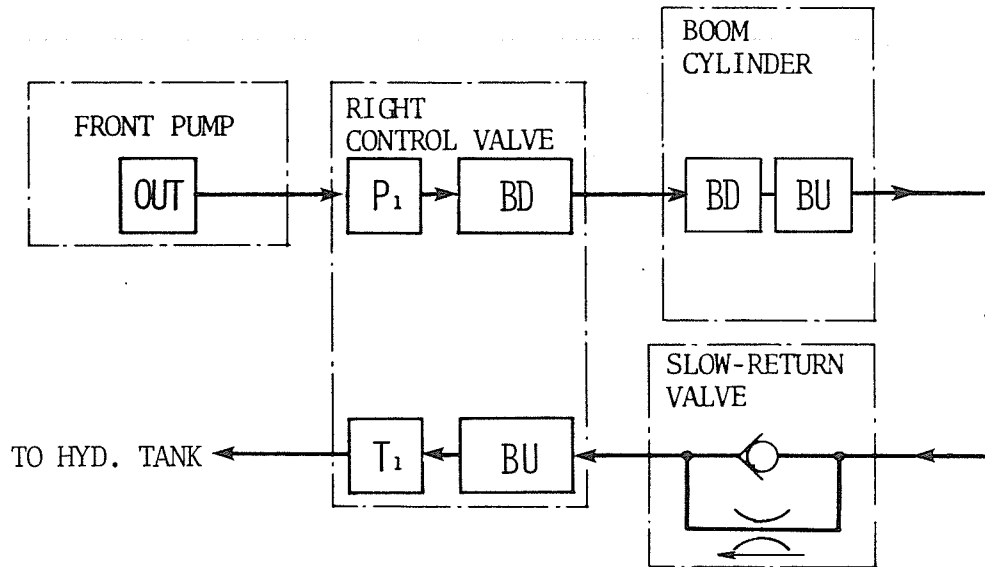 BOOM
CYLINDER
FRONT PUMP
RIGHT
CONTROL VALVE
OUT
P₁
BD
BD
BU
SLOW-RETURN
VALVE
TO HYD. TANK
T₁
BU